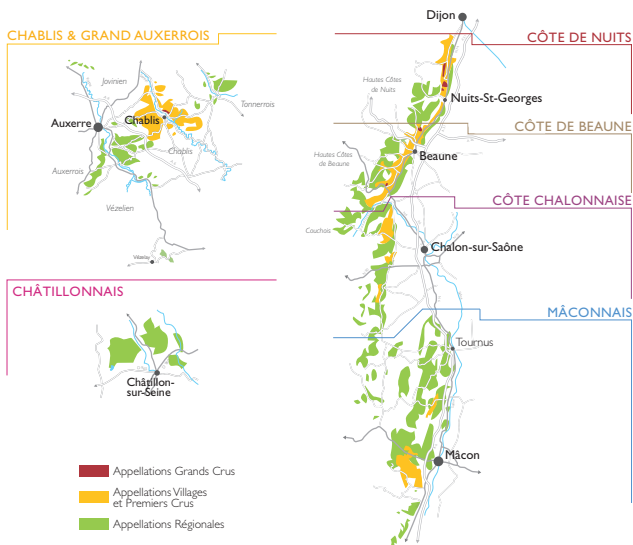 CHABLIS & GRAND AUXERROIS
Jovinien
Tonnerrois
Auxerre
Chablis
Chablis
Auxerrois
Vézelien
Vézelay
CHÂTILLONNAIS
Châtillon-
sur-Seine
Appellations Grands Crus
Appellations Villages
et Premiers Crus
Appellations Régionales
Dijon
CÔTE DE NUITS
Hautes Côtes
de Nuits
Nuits-St-Georges
CÔTE DE BEAUNE
Beaune
Hautes Côtes
de Beaune
CÔTE CHALONNAISE
Couchois
Chalon-sur-Saône
MÂCONNAIS
Tournus
Mâcon